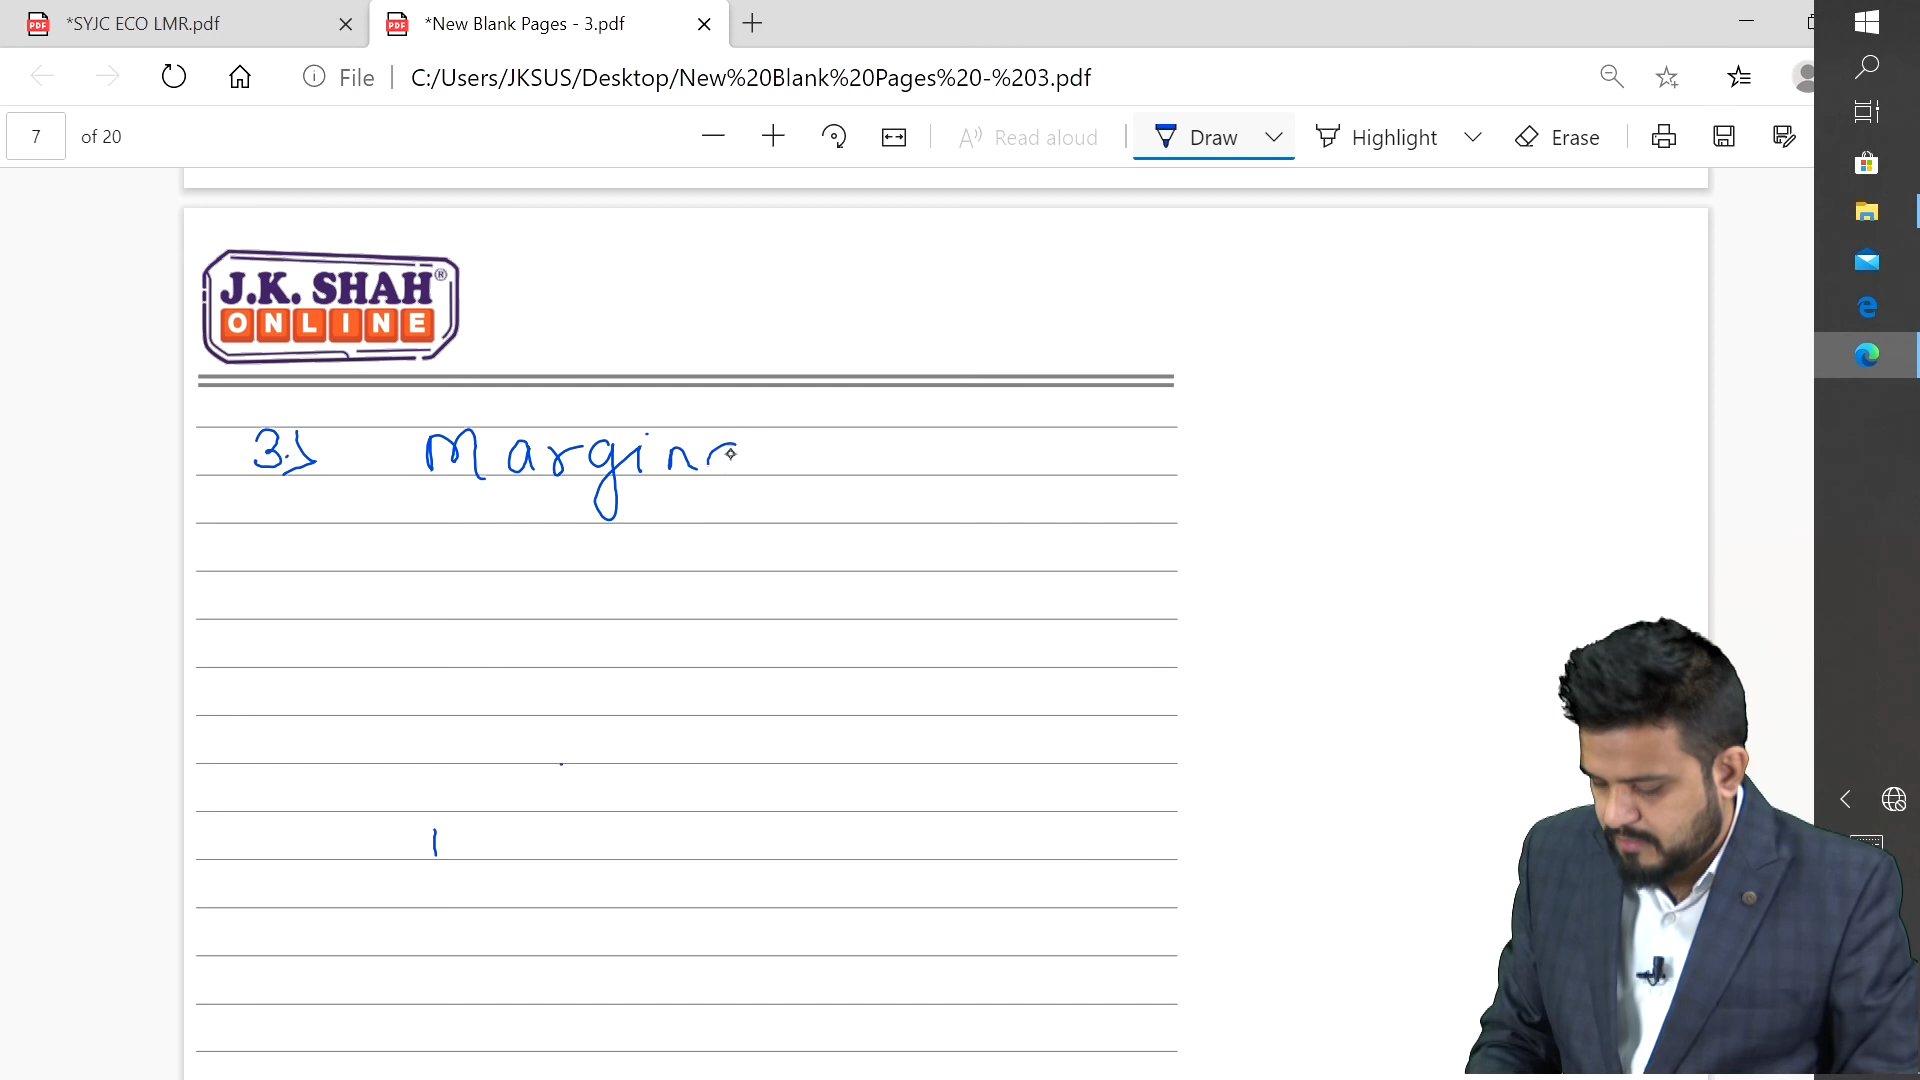 *SYJC ECO LMR.pdf
*New Blank Pages - 3.pdf
File
C:/Users/JKSUS/Desktop/New%20Blank%20Pages%20-%203.pdf
7 of 20
Read aloud
Draw
Highlight
Erase
J.K. SHAH®
ONLINE
3.) Margin